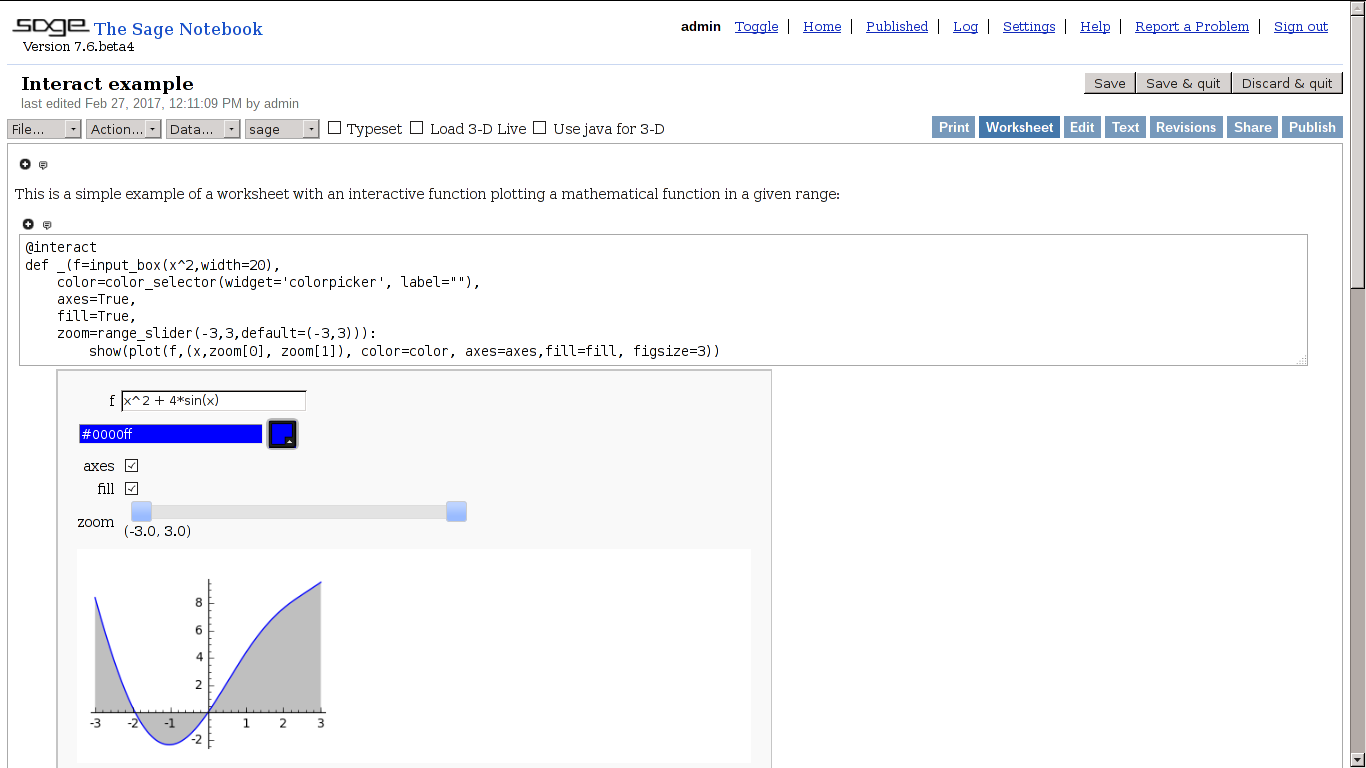 sage The Sage Notebook
Version 7.6.beta4
admin Toggle | Home | Published | Log | Settings | Help | Report a Problem | Sign out
Interact example
last edited Feb 27, 2017, 12:11:09 PM by admin
Save Save & quit Discard & quit
File... Action... Data... sage Typeset Load 3-D Live Use java for 3-D
Print Worksheet Edit Text Revisions Share Publish
This is a simple example of a worksheet with an interactive function plotting a mathematical function in a given range:
@interact
def _(f=input_box(x^2,width=20),
    color=color_selector(widget='colorpicker', label=""),
    axes=True,
    fill=True,
    zoom=range_slider(-3,3,default=(-3,3))):
        show(plot(f,(x,zoom[0], zoom[1]), color=color, axes=axes,fill=fill, figsize=3))
f x^2 + 4*sin(x)
#0000ff
axes
fill
zoom
(-3.0, 3.0)
8
6
4
2
-3 -2 -1 1 2 3
-2